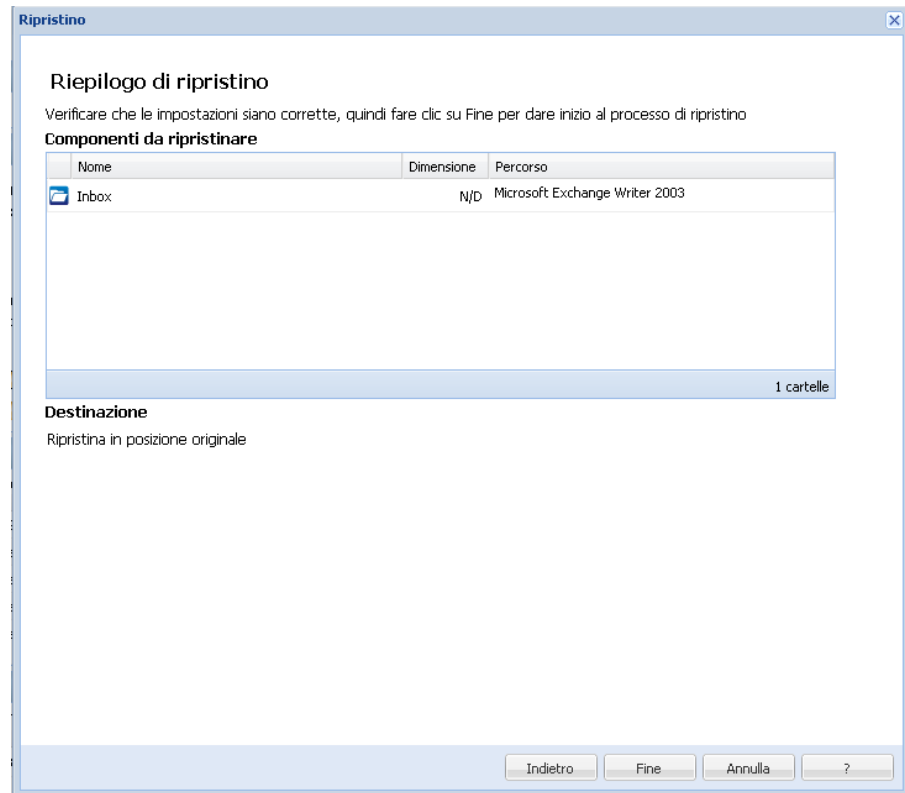 Ripristino
Riepilogo di ripristino
Verificare che le impostazioni siano corrette, quindi fare clic su Fine per dare inizio al processo di ripristino
Componenti da ripristinare
Nome Dimensione Percorso
Inbox N/D Microsoft Exchange Writer 2003
1 cartelle
Destinazione
Ripristina in posizione originale
Indietro Fine Annulla ?